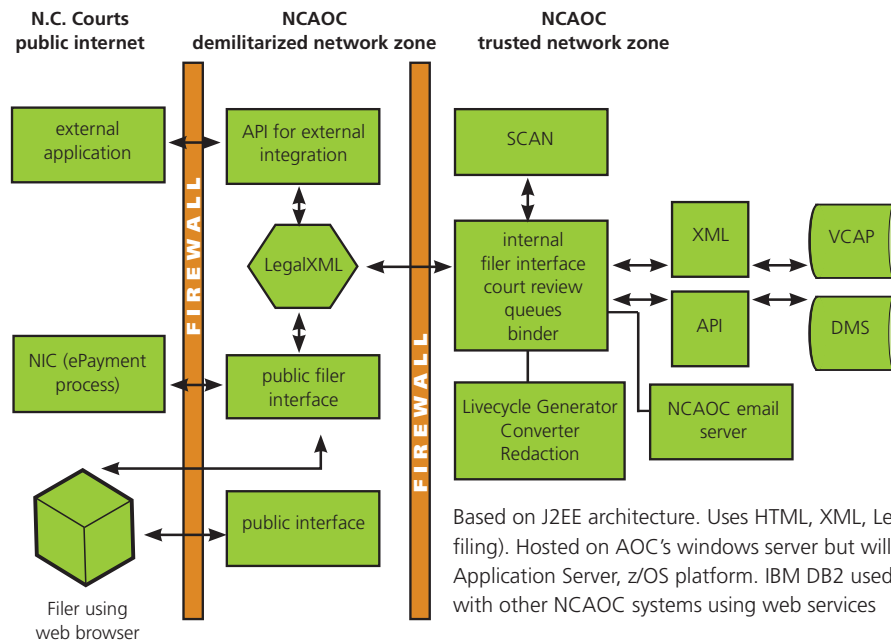 N.C. Courts
public internet
NCAOC
demilitarized network zone
NCAOC
trusted network zone
external
application
API for external
integration
SCAN
FIREWALL
LegalXML
FIREWALL
internal
filer interface
court review
queues
binder
XML
VCAP
API
DMS
NIC (ePayment
process)
public filer
interface
Livecycle Generator
Converter
Redaction
NCAOC email
server
public interface
Filer using
web browser
Based on J2EE architecture. Uses HTML, XML, Le
filing). Hosted on AOC’s windows server but will
Application Server, z/OS platform. IBM DB2 used
with other NCAOC systems using web services